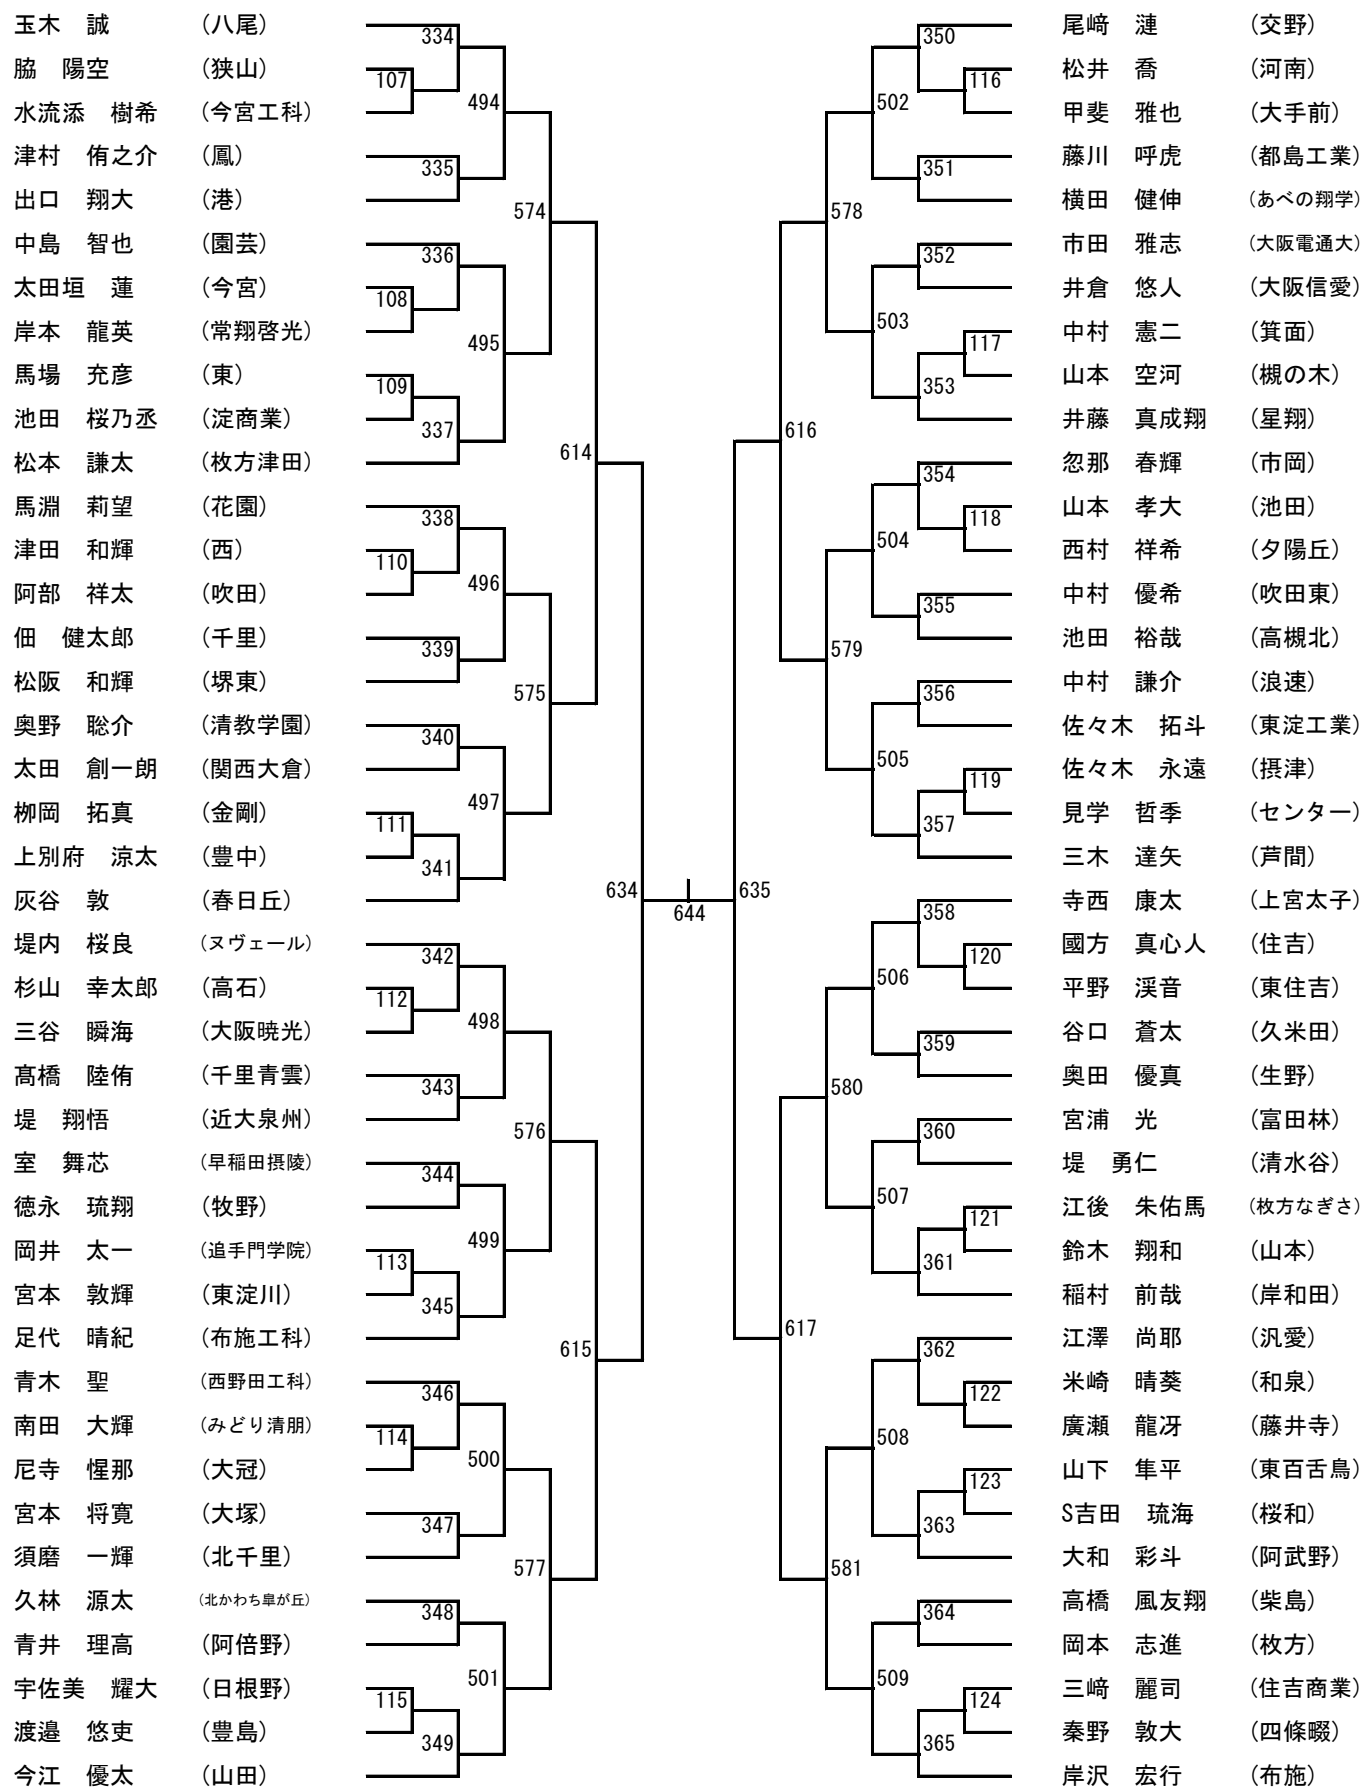 玉木　誠　（八尾）
脇　陽空　（狭山）
水流添　樹希　（今宮工科）
津村　侑之介　（鳳）
出口　翔大　（港）
中島　智也　（園芸）
太田垣　蓮　（今宮）
岸本　龍英　（常翔啓光）
馬場　充彦　（東）
池田　桜乃丞　（淀商業）
松本　謙太　（枚方津田）
馬淵　莉望　（花園）
津田　和輝　（西）
阿部　祥太　（吹田）
佃　健太郎　（千里）
松阪　和輝　（堺東）
奥野　聡介　（清教学園）
太田　創一朗　（関西大倉）
栁岡　拓真　（金剛）
上別府　涼太　（豊中）
灰谷　敦　（春日丘）
堤内　桜良　（ヌヴェール）
杉山　幸太郎　（高石）
三谷　瞬海　（大阪暁光）
髙橋　陸侑　（千里青雲）
堤　翔悟　（近大泉州）
室　舞芯　（早稲田摂陵）
徳永　琉翔　（牧野）
岡井　太一　（追手門学院）
宮本　敦輝　（東淀川）
足代　晴紀　（布施工科）
青木　聖　（西野田工科）
南田　大輝　（みどり清朋）
尼寺　惺那　（大冠）
宮本　将寛　（大塚）
須磨　一輝　（北千里）
久林　源太　（北かわち皐が丘）
青井　理高　（阿倍野）
宇佐美　耀大　（日根野）
渡邉　悠吏　（豊島）
今江　優太　（山田）
107
108
109
110
111
112
113
114
115
334
335
336
337
338
339
340
341
342
343
344
345
346
347
348
349
494
495
496
497
498
499
500
501
574
575
576
577
614
615
634
644
635
616
617
578
579
580
581
502
503
504
505
506
507
508
509
350
351
352
353
354
355
356
357
358
359
360
361
362
363
364
365
116
117
118
119
120
121
122
123
124
尾﨑　漣　（交野）
松井　喬　（河南）
甲斐　雅也　（大手前）
藤川　呼虎　（都島工業）
横田　健伸　（あべの翔学）
市田　雅志　（大阪電通大）
井倉　悠人　（大阪信愛）
中村　憲二　（箕面）
山本　空河　（槻の木）
井藤　真成翔　（星翔）
忽那　春輝　（市岡）
山本　孝大　（池田）
西村　祥希　（夕陽丘）
中村　優希　（吹田東）
池田　裕哉　（高槻北）
中村　謙介　（浪速）
佐々木　拓斗　（東淀工業）
佐々木　永遠　（摂津）
見学　哲季　（センター）
三木　達矢　（芦間）
寺西　康太　（上宮太子）
國方　真心人　（住吉）
平野　渓音　（東住吉）
谷口　蒼太　（久米田）
奥田　優真　（生野）
宮浦　光　（富田林）
堤　勇仁　（清水谷）
江後　朱佑馬　（枚方なぎさ）
鈴木　翔和　（山本）
稲村　前哉　（岸和田）
江澤　尚耶　（汎愛）
米崎　晴葵　（和泉）
廣瀬　龍冴　（藤井寺）
山下　隼平　（東百舌鳥）
S吉田　琉海　（桜和）
大和　彩斗　（阿武野）
高橋　風友翔　（柴島）
岡本　志進　（枚方）
三﨑　麗司　（住吉商業）
秦野　敦大　（四條畷）
岸沢　宏行　（布施）